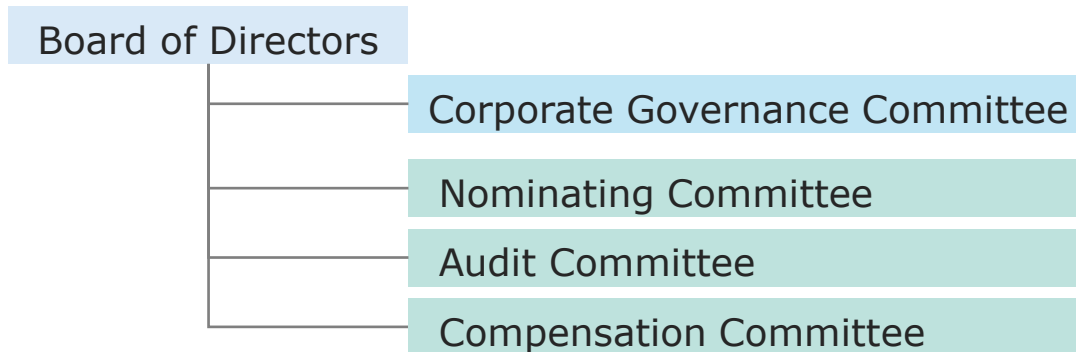 Board of Directors
Corporate Governance Committee
Nominating Committee
Audit Committee
Compensation Committee